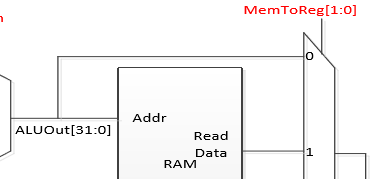 MemToReg[1:0]
0
Addr
ALUOut[31:0]
Read
Data
1
RAM